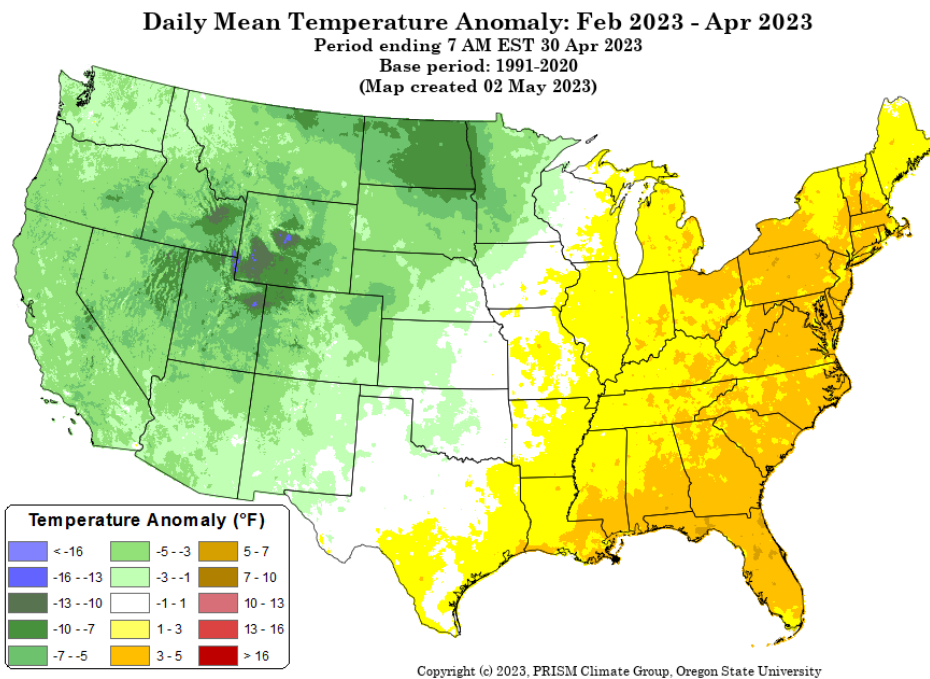 Daily Mean Temperature Anomaly: Feb 2023 - Apr 2023
Period ending 7 AM EST 30 Apr 2023
Base period: 1991-2020
(Map created 02 May 2023)
Temperature Anomaly (°F)
< -16
-16 - -13
-13 - -10
-10 - -7
-7 - -5
-5 - -3
-3 - -1
-1 - 1
1 - 3
3 - 5
5 - 7
7 - 10
10 - 13
13 - 16
> 16
Copyright (c) 2023, PRISM Climate Group, Oregon State University